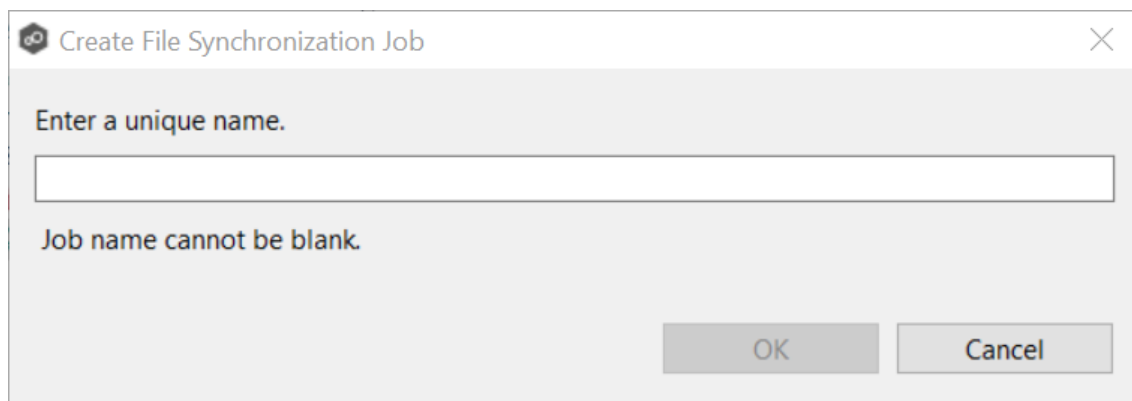 Create File Synchronization Job
Enter a unique name.
Job name cannot be blank.
OK
Cancel